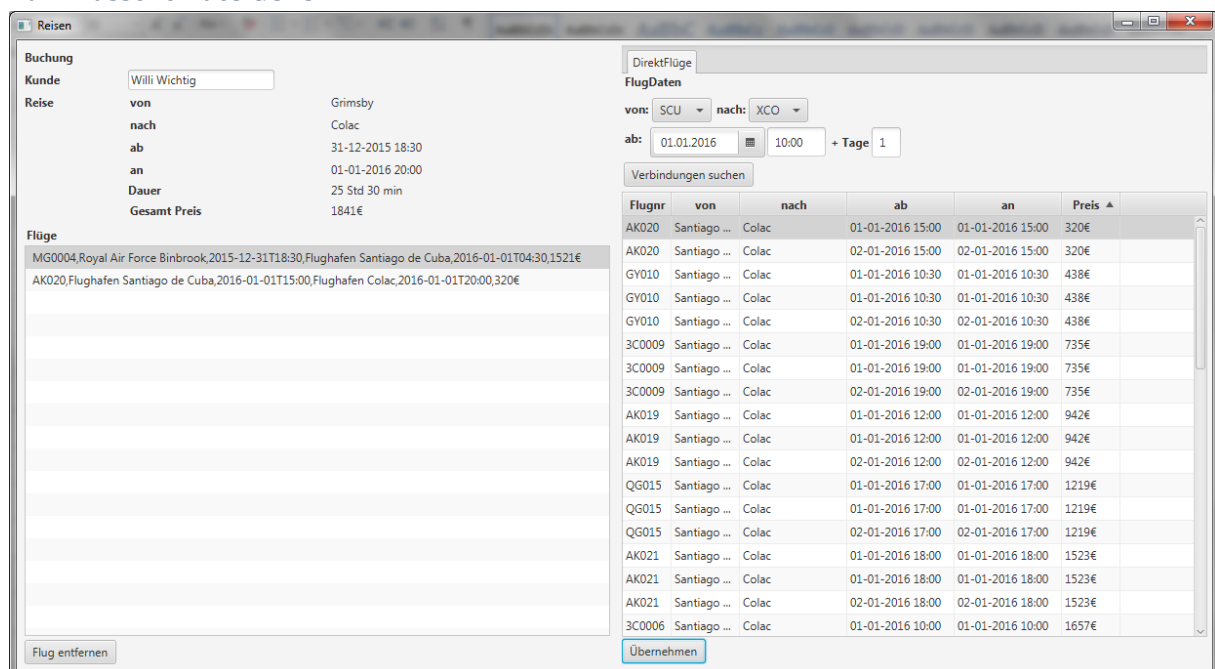 Reisen
Buchung
Kunde Willi Wichtig
Reise von Grimsby
nach Colac
ab 31-12-2015 18:30
an 01-01-2016 20:00
Dauer 25 Std 30 min
Gesamt Preis 1841€
Flüge
MG0004,Royal Air Force Binbrook,2015-12-31T18:30,Flughafen Santiago de Cuba,2016-01-01T04:30,1521€
AK020,Flughafen Santiago de Cuba,2016-01-01T15:00,Flughafen Colac,2016-01-01T20:00,320€
Flug entfernen
DirektFlüge
FlugDaten
von: SCU nach: XCO
ab: 01.01.2016 10:00 + Tage 1
Verbindungen suchen
Flugnr von nach ab an Preis
AK020 Santiago ... Colac 01-01-2016 15:00 01-01-2016 15:00 320€
AK020 Santiago ... Colac 02-01-2016 15:00 02-01-2016 15:00 320€
GY010 Santiago ... Colac 01-01-2016 10:30 01-01-2016 10:30 438€
GY010 Santiago ... Colac 01-01-2016 10:30 01-01-2016 10:30 438€
GY010 Santiago ... Colac 02-01-2016 10:30 02-01-2016 10:30 438€
3C0009 Santiago ... Colac 01-01-2016 19:00 01-01-2016 19:00 735€
3C0009 Santiago ... Colac 01-01-2016 19:00 01-01-2016 19:00 735€
3C0009 Santiago ... Colac 02-01-2016 19:00 02-01-2016 19:00 735€
AK019 Santiago ... Colac 01-01-2016 12:00 01-01-2016 12:00 942€
AK019 Santiago ... Colac 01-01-2016 12:00 01-01-2016 12:00 942€
AK019 Santiago ... Colac 02-01-2016 12:00 02-01-2016 12:00 942€
QG015 Santiago ... Colac 01-01-2016 17:00 01-01-2016 17:00 1219€
QG015 Santiago ... Colac 01-01-2016 17:00 01-01-2016 17:00 1219€
QG015 Santiago ... Colac 02-01-2016 17:00 02-01-2016 17:00 1219€
AK021 Santiago ... Colac 01-01-2016 18:00 01-01-2016 18:00 1523€
AK021 Santiago ... Colac 01-01-2016 18:00 01-01-2016 18:00 1523€
AK021 Santiago ... Colac 02-01-2016 18:00 02-01-2016 18:00 1523€
3C0006 Santiago ... Colac 01-01-2016 10:00 01-01-2016 10:00 1657€
Übernehmen